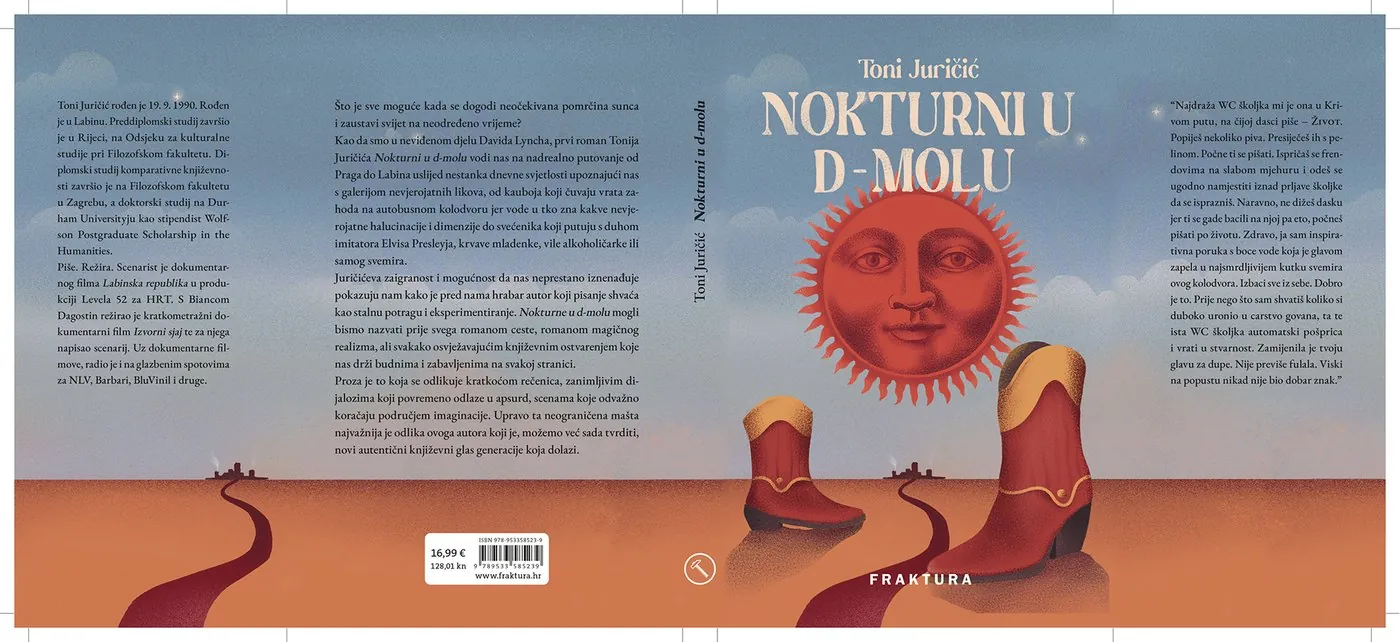 Toni Juričić rođen je 19. 9. 1990. Rođen
je u Labinu. Preddiplomski studij završio
je u Rijeci, na Odsjeku za kulturalne
studije pri Filozofskom fakultetu. Di-
plomski studij komparativne književno-
sti završio je na Filozofskom fakultetu
u Zagrebu, a doktorski studij na Dur-
ham Universityju kao stipendist Wolf-
son Postgraduate Scholarship in the
Humanities.
Piše. Režira. Scenarist je dokumentar-
nog filma Labinska republika u produ-
kciji Levela 52 za HRT. S Biancom
Dagostin režirao je kratkometražni do-
kumentarni film Izvorni sjaj te za njega
napisao scenarij. Uz dokumentarne fil-
move, radio je i na glazbenim spotovima
za NLV, Barbari, BluVinil i druge.
Što je sve moguće kada se dogodi neočekivana pomrčina sunca
i zaustavi svijet na neodređeno vrijeme?
Kao da smo u neviđenom djelu Davida Lyncha, prvi roman Tonija
Juričića Nokturni u d-molu vodi nas na nadrealno putovanje od
Praga do Labina uslijed nestanka dnevne svjetlosti upoznajući nas
s galerijom nevjerojatnih likova, od kauboja koji čuvaju vrata za-
hoda na autobusnom kolodvoru jer vode u tko zna kakve nevje-
rojatne halucinacije i dimenzije do svećenika koji putuju s duhom
imitatora Elvisa Presleyja, krvave mladenke, vile alkoholičarke ili
samog svemira.
Juričićeva zaigranost i mogućnost da nas neprestano iznenađuje
pokazuju nam kako je pred nama hrabar autor koji pisanje shvaća
kao stalnu potragu i eksperimentiranje. Nokturne u d-molu mogli
bismo nazvati prije svega romanom ceste, romanom magičnog
realizma, ali svakako osvježavajućim književnim ostvarenjem koje
nas drži budnima i zabavljenima na svakoj stranici.
Proza je to koja se odlikuje kratkoćom rečenica, zanimljivim di-
jalozima koji povremeno odlaze u apsurd, scenama koje odvažno
koračaju područjem imaginacije. Upravo ta neograničena mašta
najvažnija je odlika ovoga autora koji je, možemo već sada tvrditi,
novi autentični književni glas generacije koja dolazi.
16,99 €
128,01 kn
ISBN 978-953358523-9
9 789533 585239
www.fraktura.hr
Toni Juričić Nokturni u d-molu
Toni Juričić
NOKTURNI U
D-MOLU
FRAKTURA
“Najdraža WC školjka mi je ona u Kri-
vom putu, na čijoj dasci piše – ŽIVOT.
Popiješ nekoliko piva. Presiječeš ih s pe-
linom. Počne ti se pišati. Ispričaš se fren-
dovima na slabom mjehuru i odeš se
ugodno namjestiti iznad prljave školjke
da se isprazniš. Naravno, ne dižeš dasku
jer ti se gade bacili na njoj pa eto, počneš
pišati po životu. Zdravo, ja sam inspira-
tivna poruka s boce vode koja je glavom
zapela u najsmrdljivijem kutku svemira
ovog kolodvora. Izbaci sve iz sebe. Dobro
je to. Prije nego što sam shvatiš koliko si
duboko uronio u carstvo govana, ta te
ista WC školjka automatski pošprica
i vrati u stvarnost. Zamijenila je tvoju
glavu za dupe. Nije previše fulala. Viski
na popustu nikad nije bio dobar znak.”